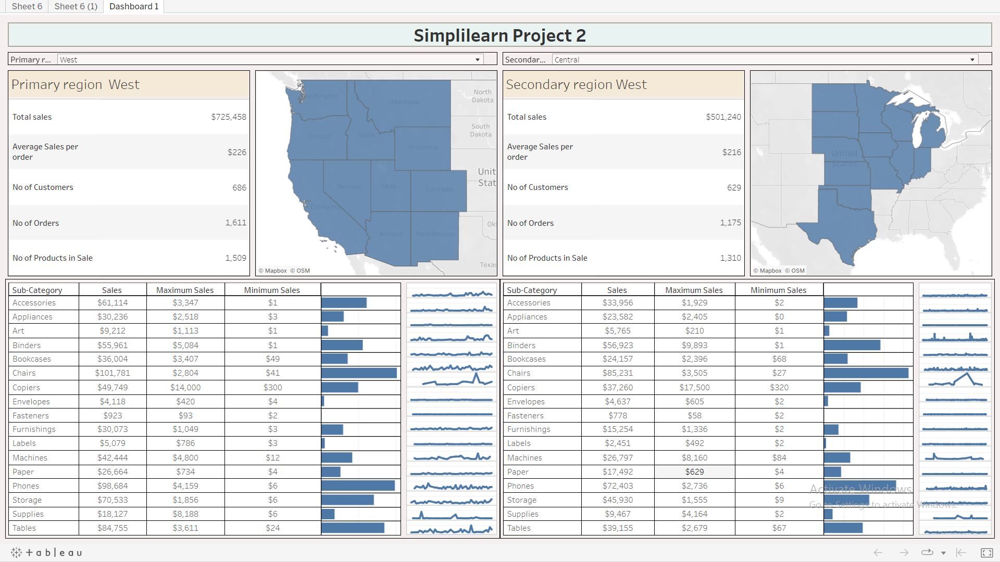 Sheet 6 Sheet 6 (1) Dashboard 1
Simplilearn Project 2
Primary r... West
Secondar... Central
Primary region West
Total sales $725,458
Average Sales per
order $226
No of Customers 686
No of Orders 1,611
No of Products in Sale 1,509
Washington
Montana
North
Dakota
Oregon
Idaho
South
Dakota
Wyoming
Unit
Stat
Nevada
Utah
Colorado
California
Arizona
New Mexico
Okl
Texas
© Mapbox © OSM
Secondary region West
Total sales $501,240
Average Sales per
order $216
No of Customers 629
No of Orders 1,175
No of Products in Sale 1,310
United
States
© Mapbox © OSM
Sub-Category Sales Maximum Sales Minimum Sales
Accessories $61,114 $3,347 $1
Appliances $30,236 $2,518 $3
Art $9,212 $1,113 $1
Binders $55,961 $5,084 $1
Bookcases $36,004 $3,407 $49
Chairs $101,781 $2,804 $41
Copiers $49,749 $14,000 $300
Envelopes $4,118 $420 $4
Fasteners $923 $93 $2
Furnishings $30,073 $1,049 $3
Labels $5,079 $786 $3
Machines $42,444 $4,800 $12
Paper $26,664 $734 $4
Phones $98,684 $4,159 $6
Storage $70,533 $1,856 $6
Supplies $18,127 $8,188 $6
Tables $84,755 $3,611 $24
Sub-Category Sales Maximum Sales Minimum Sales
Accessories $33,956 $1,929 $2
Appliances $23,582 $2,405 $0
Art $5,765 $210 $1
Binders $56,923 $9,893 $1
Bookcases $24,157 $2,396 $68
Chairs $85,231 $3,505 $27
Copiers $37,260 $17,500 $320
Envelopes $4,637 $605 $2
Fasteners $778 $58 $2
Furnishings $15,254 $1,336 $2
Labels $2,451 $492 $2
Machines $26,797 $8,160 $84
Paper $17,492 $629 $4
Phones $72,403 $2,736 $6
Storage $45,930 $1,555 $9
Supplies $9,467 $4,164 $2
Tables $39,155 $2,679 $67
Activate Windows
Go to Settings to activate Windows.
+ a b | e a u